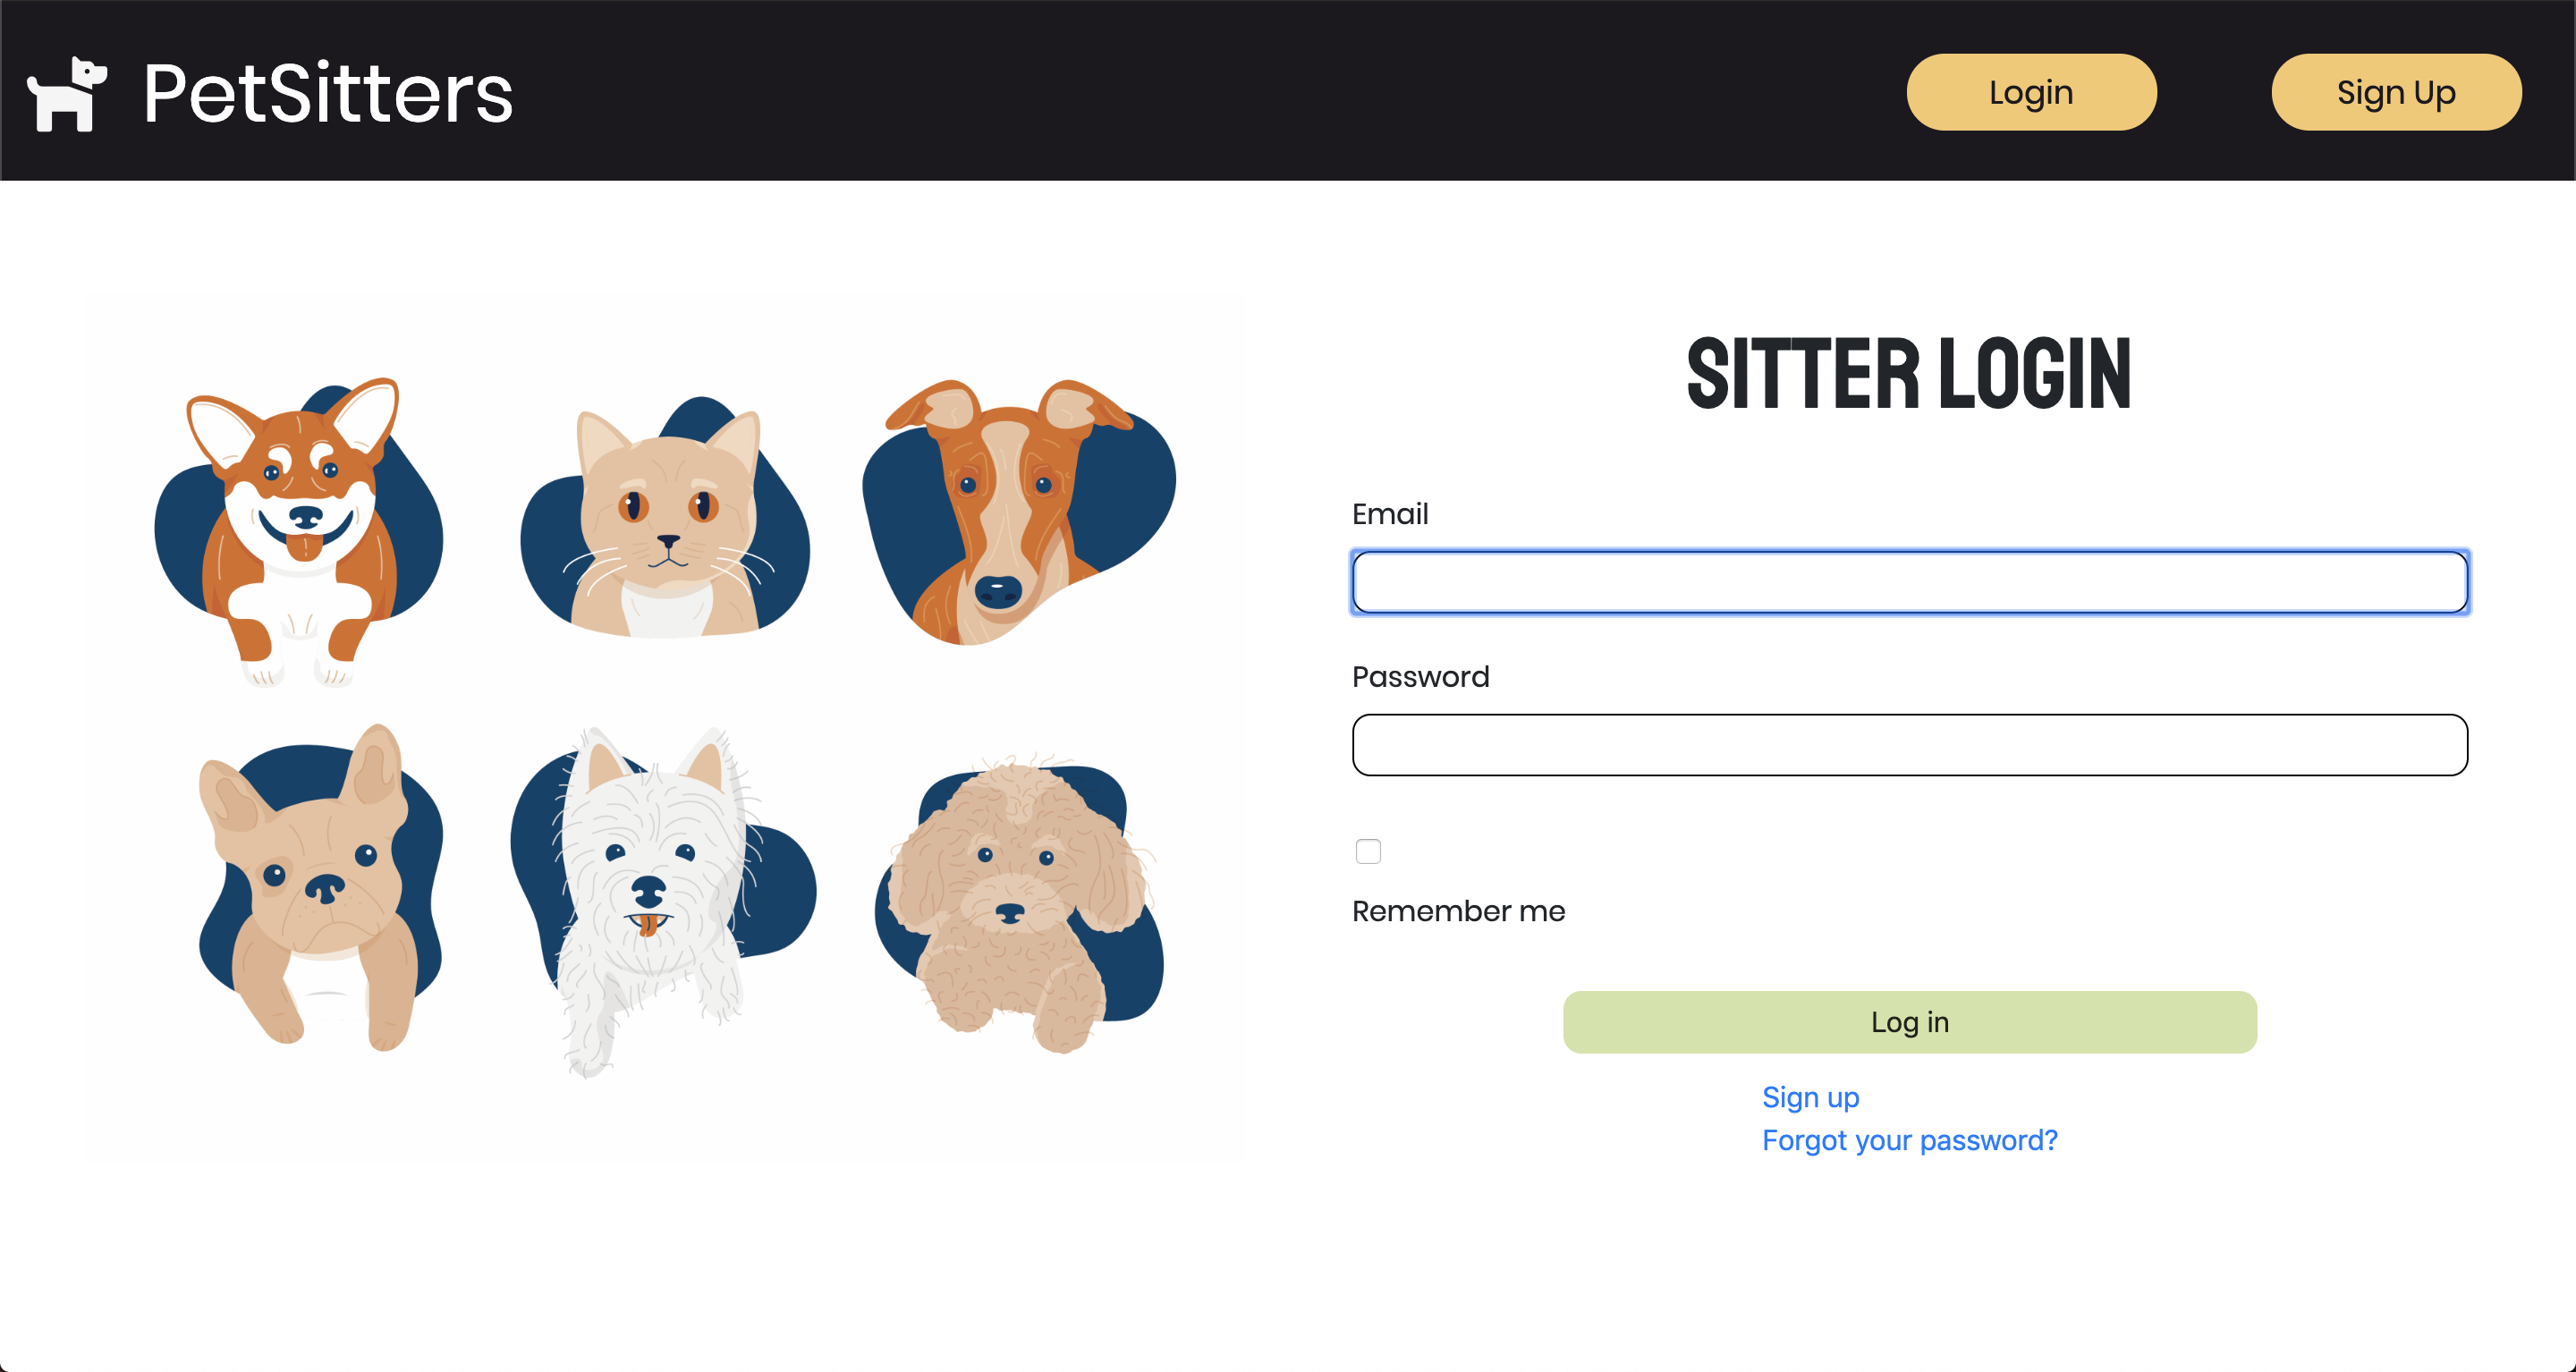 PetSitters
Login
Sign Up
SITTER LOGIN
Email
Password
Remember me
Log in
Sign up
Forgot your password?